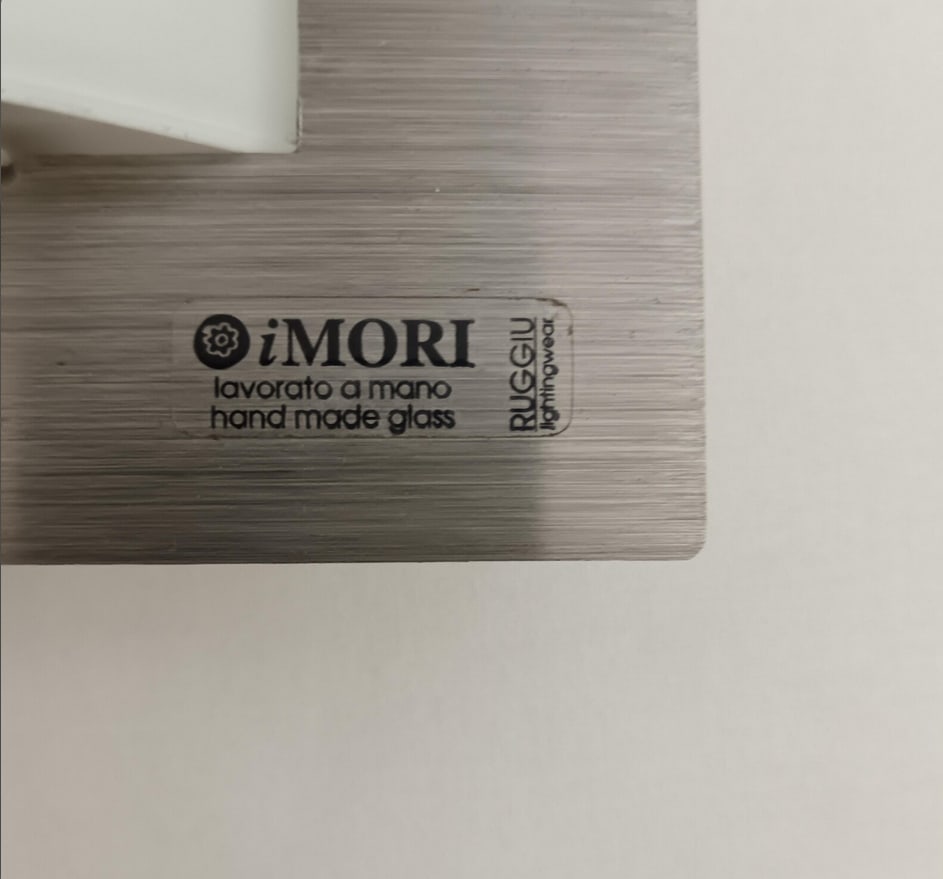 iMORI
lavorato a mano
hand made glass
RUGGIU
lightingwear